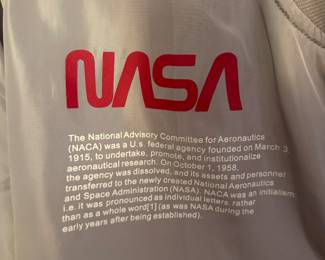 NASA
The National Advisory Committee for Aeronautics
(NACA) was a U.S. federal agency founded on March 3,
1915, to undertake, promote, and institutionalize
aeronautical research. On October 1, 1958,
the agency was dissolved, and its assets and personnel
transferred to the newly created National Aeronautics
and Space Administration (NASA). NACA was an initialism,
i.e. it was pronounced as individual letters, rather
than as a whole word[1] (as was NASA during the
early years after being established).